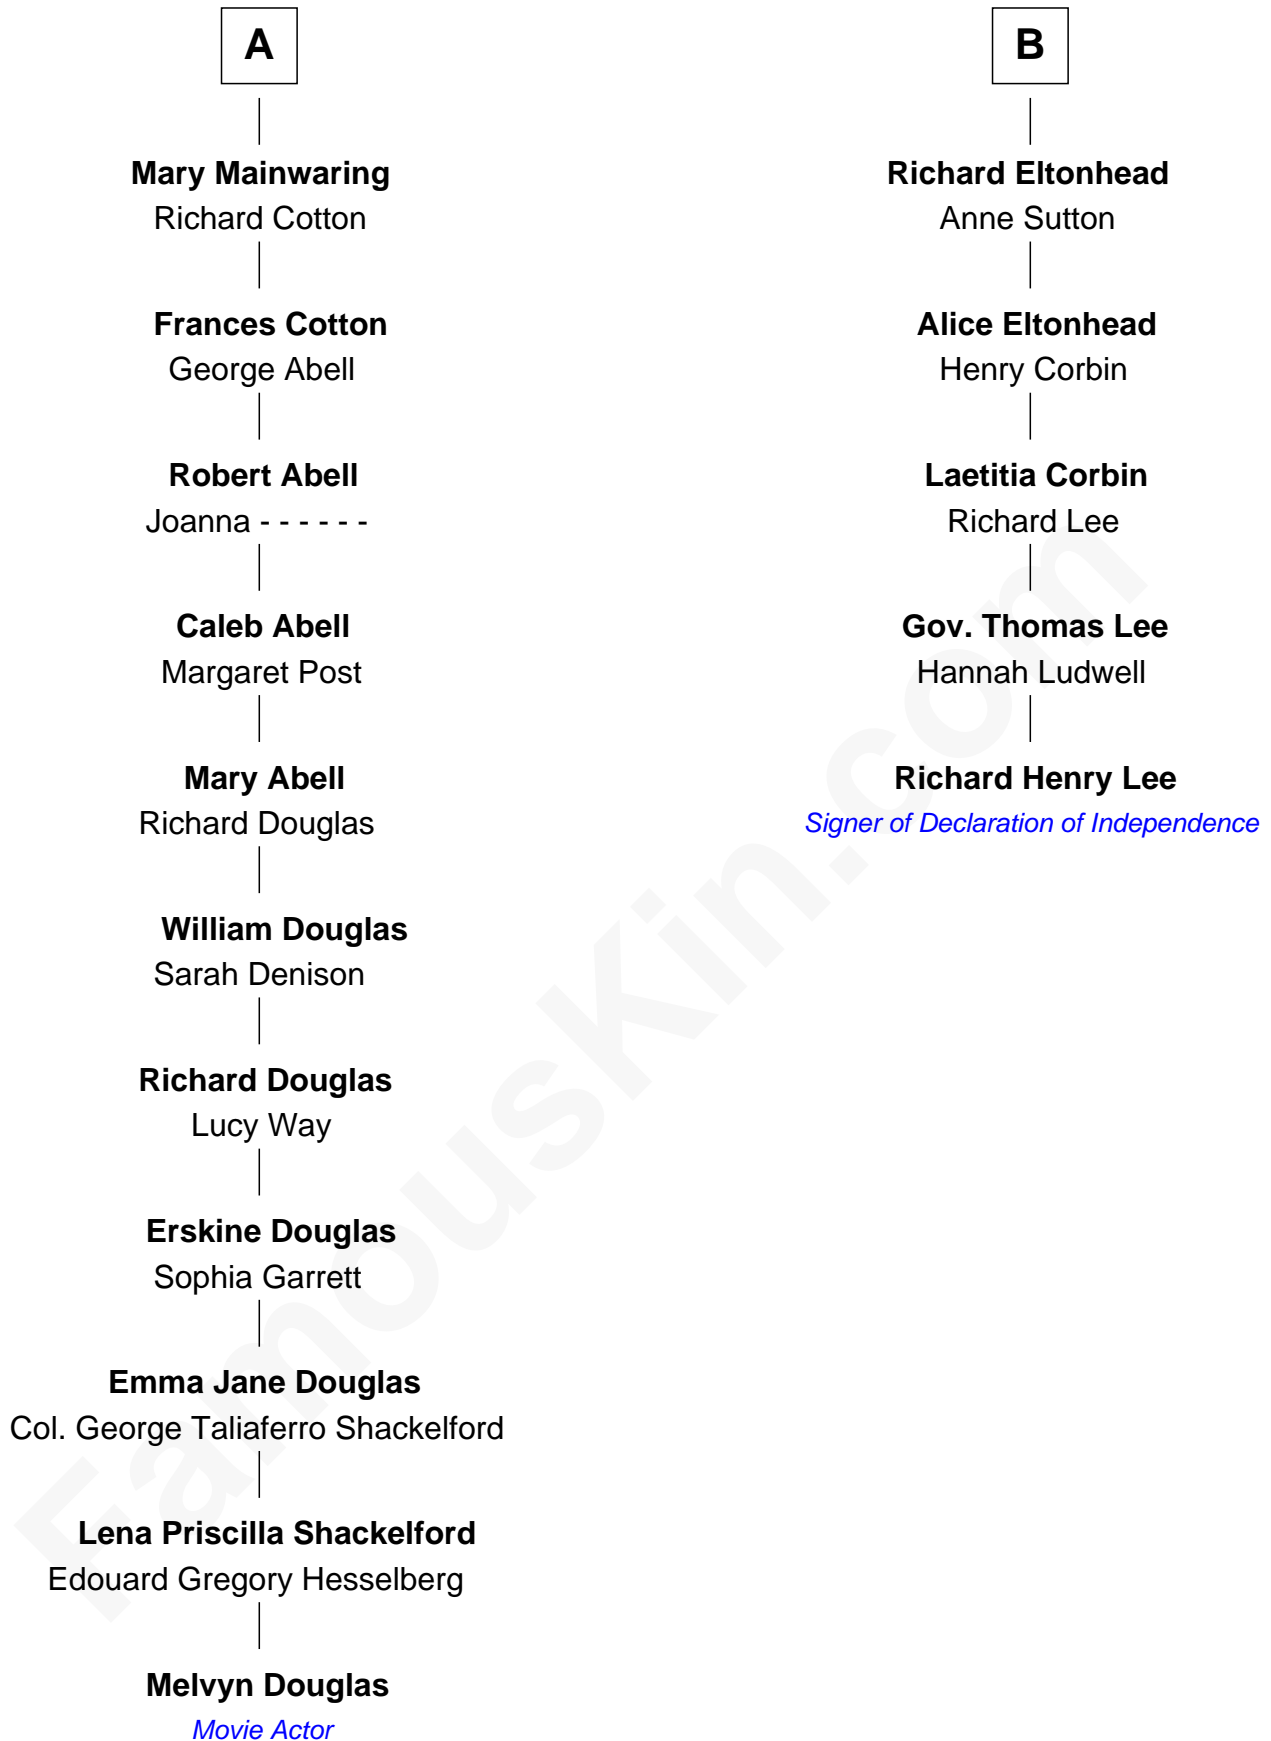 A
Mary Mainwaring
Richard Cotton
Frances Cotton
George Abell
Robert Abell
Joanna - - - - - -
Caleb Abell
Margaret Post
Mary Abell
Richard Douglas
William Douglas
Sarah Denison
Richard Douglas
Lucy Way
Erskine Douglas
Sophia Garrett
Emma Jane Douglas
Col. George Taliaferro Shackelford
Lena Priscilla Shackelford
Edouard Gregory Hesselberg
Melvyn Douglas
Movie Actor
B
Richard Eltonhead
Anne Sutton
Alice Eltonhead
Henry Corbin
Laetitia Corbin
Richard Lee
Gov. Thomas Lee
Hannah Ludwell
Richard Henry Lee
Signer of Declaration of Independence
FamousKin.com